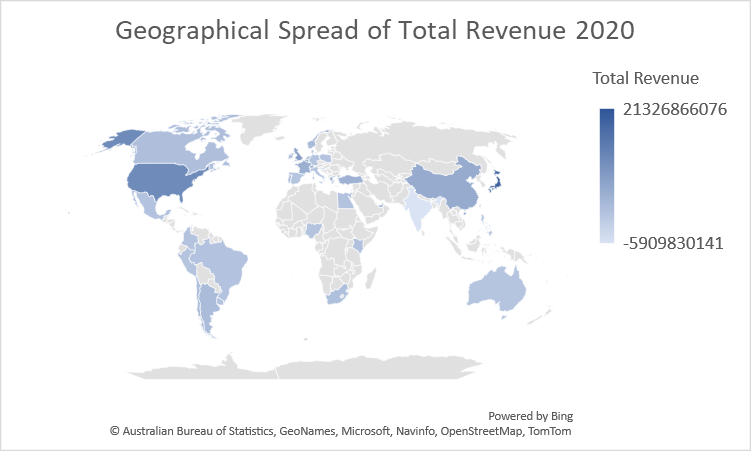 Geographical Spread of Total Revenue 2020
Total Revenue
21326866076
-5909830141
Powered by Bing
© Australian Bureau of Statistics, GeoNames, Microsoft, Navinfo, OpenStreetMap, TomTom